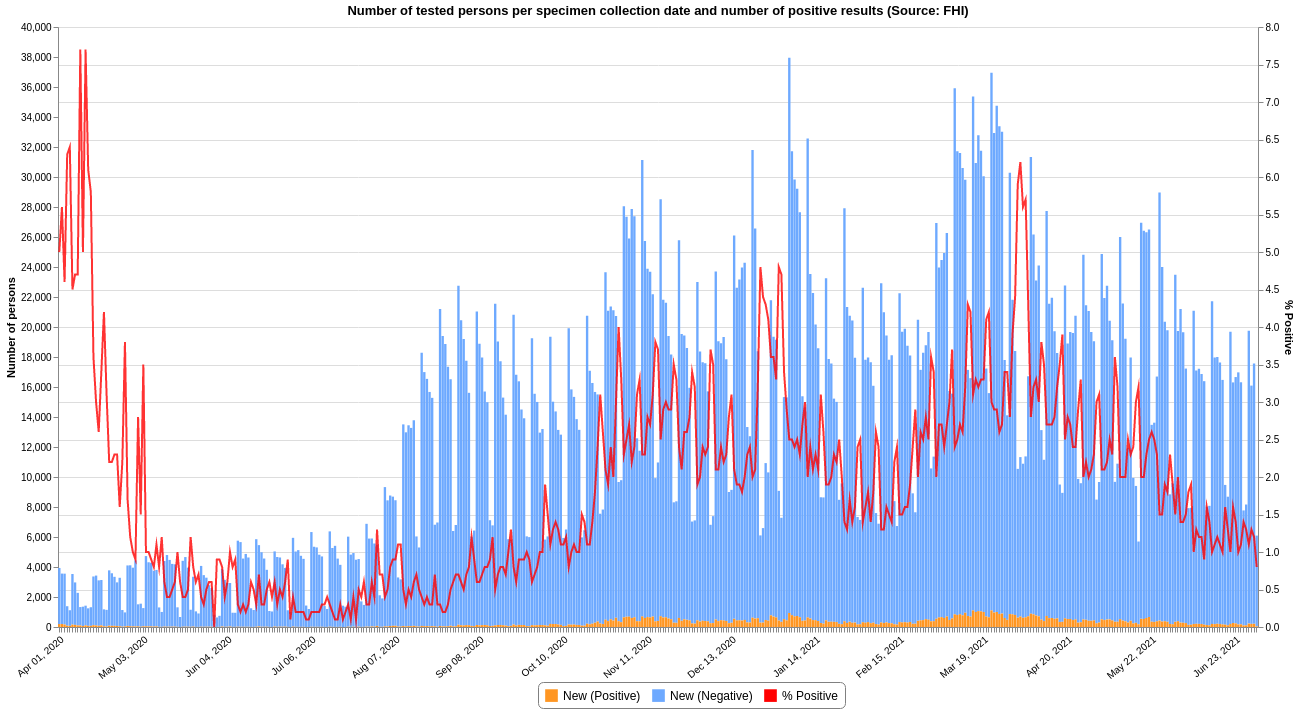 Number of tested persons per specimen collection date and number of positive results (Source: FHI)
40,000
38,000
36,000
34,000
32,000
30,000
28,000
26,000
24,000
22,000
20,000
18,000
16,000
14,000
12,000
10,000
8,000
6,000
4,000
2,000
0
Number of persons
8.0
7.5
7.0
6.5
6.0
5.5
5.0
4.5
4.0
3.5
3.0
2.5
2.0
1.5
1.0
0.5
0.0
% Positive
Apr 01, 2020
May 03, 2020
Jun 04, 2020
Jul 06, 2020
Aug 07, 2020
Sep 08, 2020
Oct 10, 2020
Nov 11, 2020
Dec 13, 2020
Jan 14, 2021
Feb 15, 2021
Mar 19, 2021
Apr 20, 2021
May 22, 2021
Jun 23, 2021
New (Positive) New (Negative) % Positive